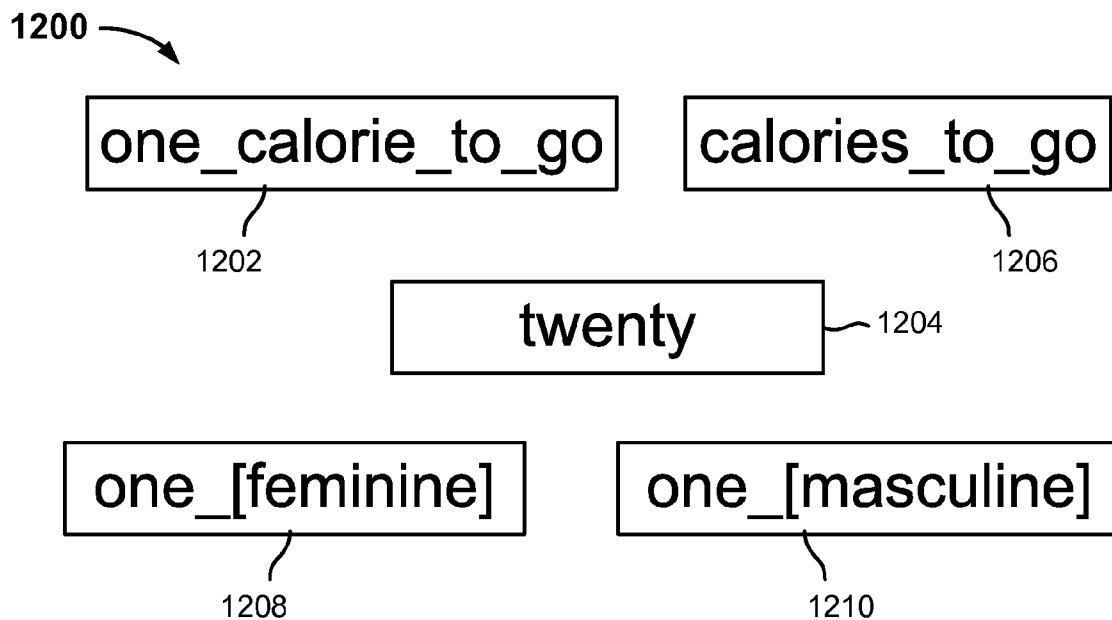 1200
one_calorie_to_go calories_to_go
1202 1206
twenty 1204
one_[feminine] one_[masculine]
1208 1210